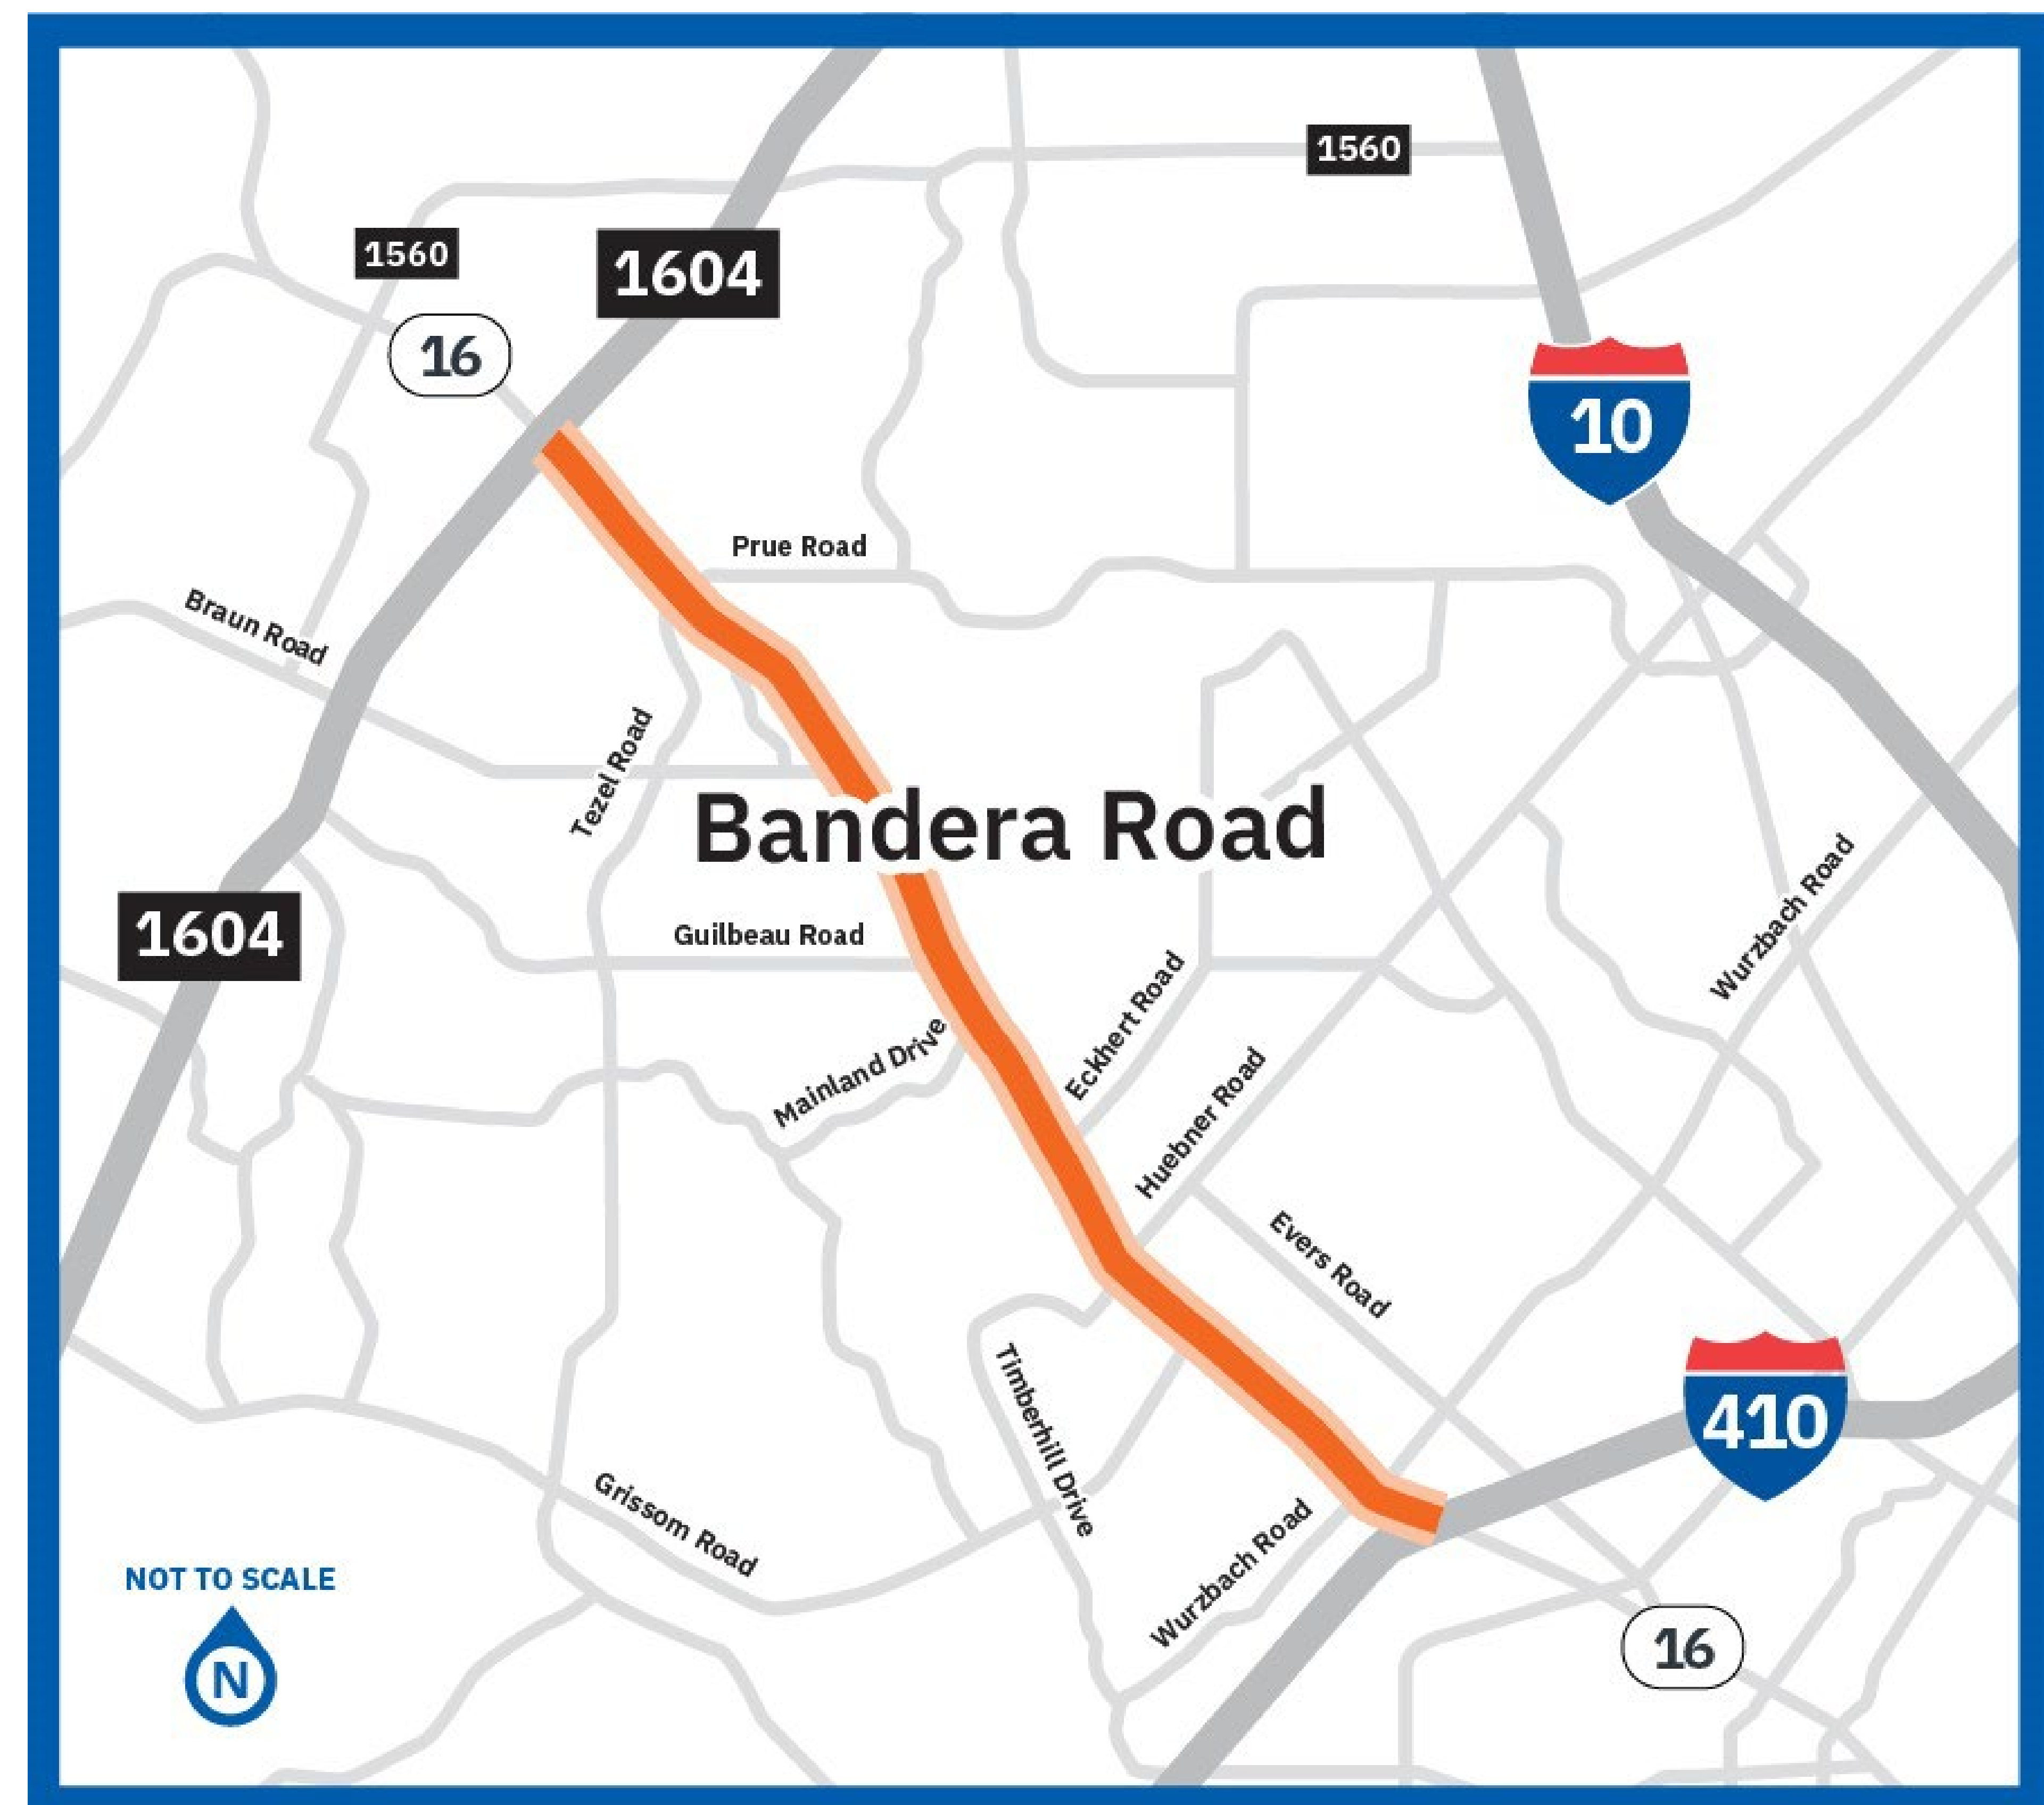 1560
1560
1604
16
10
Prue Road
Braun Road
Tezel Road
Bandera Road
Wurzbach Road
1604
Guilbeau Road
Eckhert Road
Mainland Drive
Huebner Road
Evers Road
Timberhill Drive
410
Grissom Road
Wurzbach Road
NOT TO SCALE
16
N